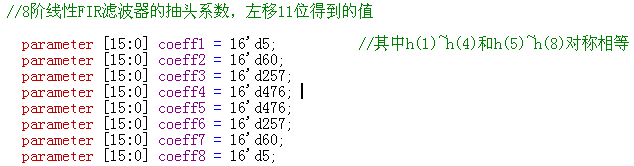 //8阶线性FIR滤波器的抽头系数，左移11位得到的值
parameter [15:0] coeff1 = 16'd5; //其中h(1)~h(4)和h(5)~h(8)对称相等
parameter [15:0] coeff2 = 16'd60;
parameter [15:0] coeff3 = 16'd257;
parameter [15:0] coeff4 = 16'd476;
parameter [15:0] coeff5 = 16'd476;
parameter [15:0] coeff6 = 16'd257;
parameter [15:0] coeff7 = 16'd60;
parameter [15:0] coeff8 = 16'd5;